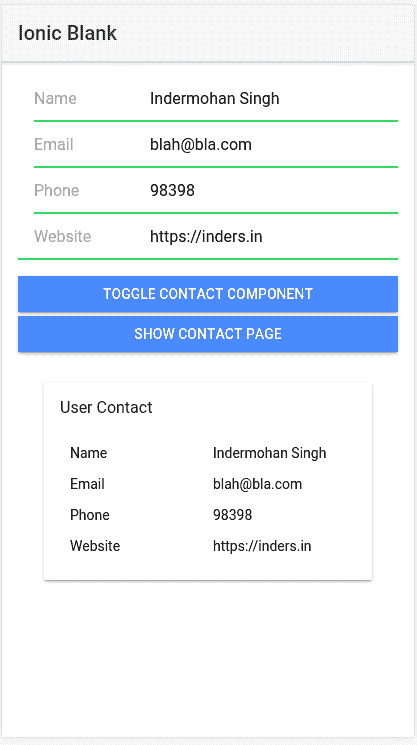 Ionic Blank
Name Indermohan Singh
Email blah@bla.com
Phone 98398
Website https://inders.in
TOGGLE CONTACT COMPONENT
SHOW CONTACT PAGE
User Contact
Name Indermohan Singh
Email blah@bla.com
Phone 98398
Website https://inders.in